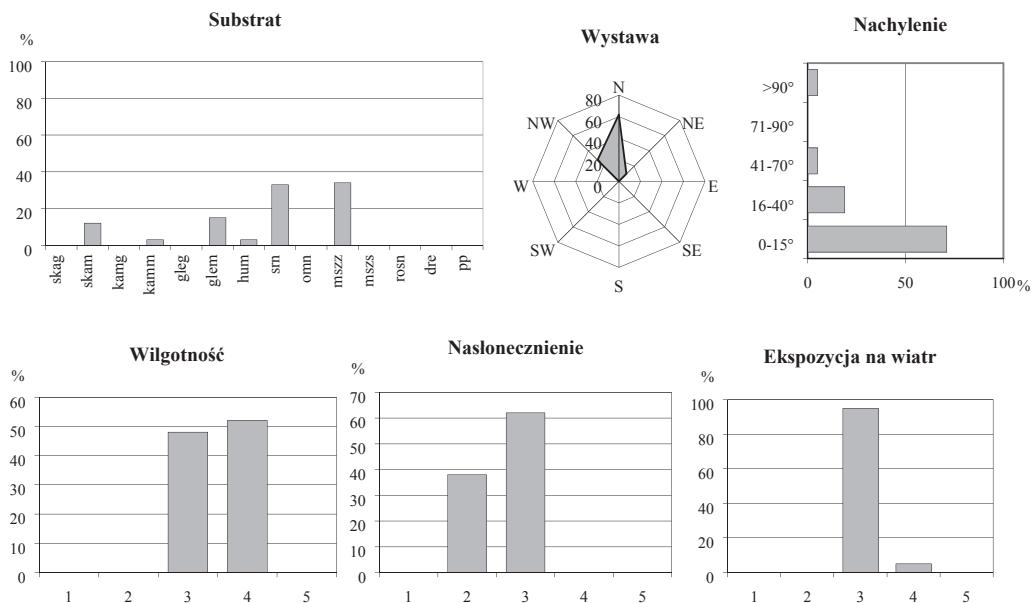 Substrat
%
100
80
60
40
20
0
skag
skam
kang
kamm
gleg
glem
hum
srn
omn
mszz
mszs
rosn
dre
pp
Wystawa
N
NE
E
SE
S
SW
W
NW
80
60
40
20
0
Nachylenie
>90°
71-90°
41-70°
16-40°
0-15°
0 50 100%
Wilgotność
%
60
50
40
30
20
10
0
1 2 3 4 5
Nasłonecznienie
%
70
60
50
40
30
20
10
0
1 2 3 4 5
Ekspozycja na wiatr
%
100
80
60
40
20
0
1 2 3 4 5